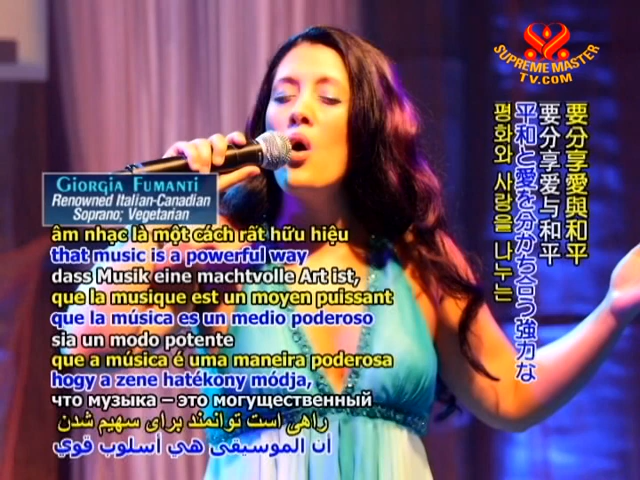 SUPREME MASTER
TV.COM
GIORGIA FUMANTI
Renowned Italian-Canadian
Soprano; Vegetarian
âm nhạc là một cách rất hữu hiệu
that music is a powerful way
dass Musik eine machtvolle Art ist,
que la musique est un moyen puissant
que la música es un medio poderoso
sia un modo potente
que a música é uma maneira poderosa
hogy a zene hatékony módja,
что музыка – это могущественный
راهی است توانمند برای سهیم شدن
أن الموسيقى هي أسلوب قوي
要分享愛與和平
要分享爱与和平
平和と愛を分かち合う強力な
평화와 사랑을 나누는